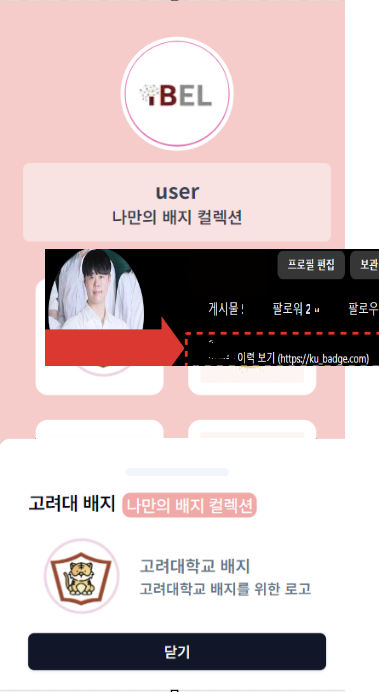 iBEL
user
나만의 배지 컬렉션
프로필 편집 보관
게시물
팔로워 2
팔로우
이력 보기 (https://ku_badge.com)
고려대 배지 나만의 배지 컬렉션
고려대학교 배지
고려대학교 배지를 위한 로고
닫기